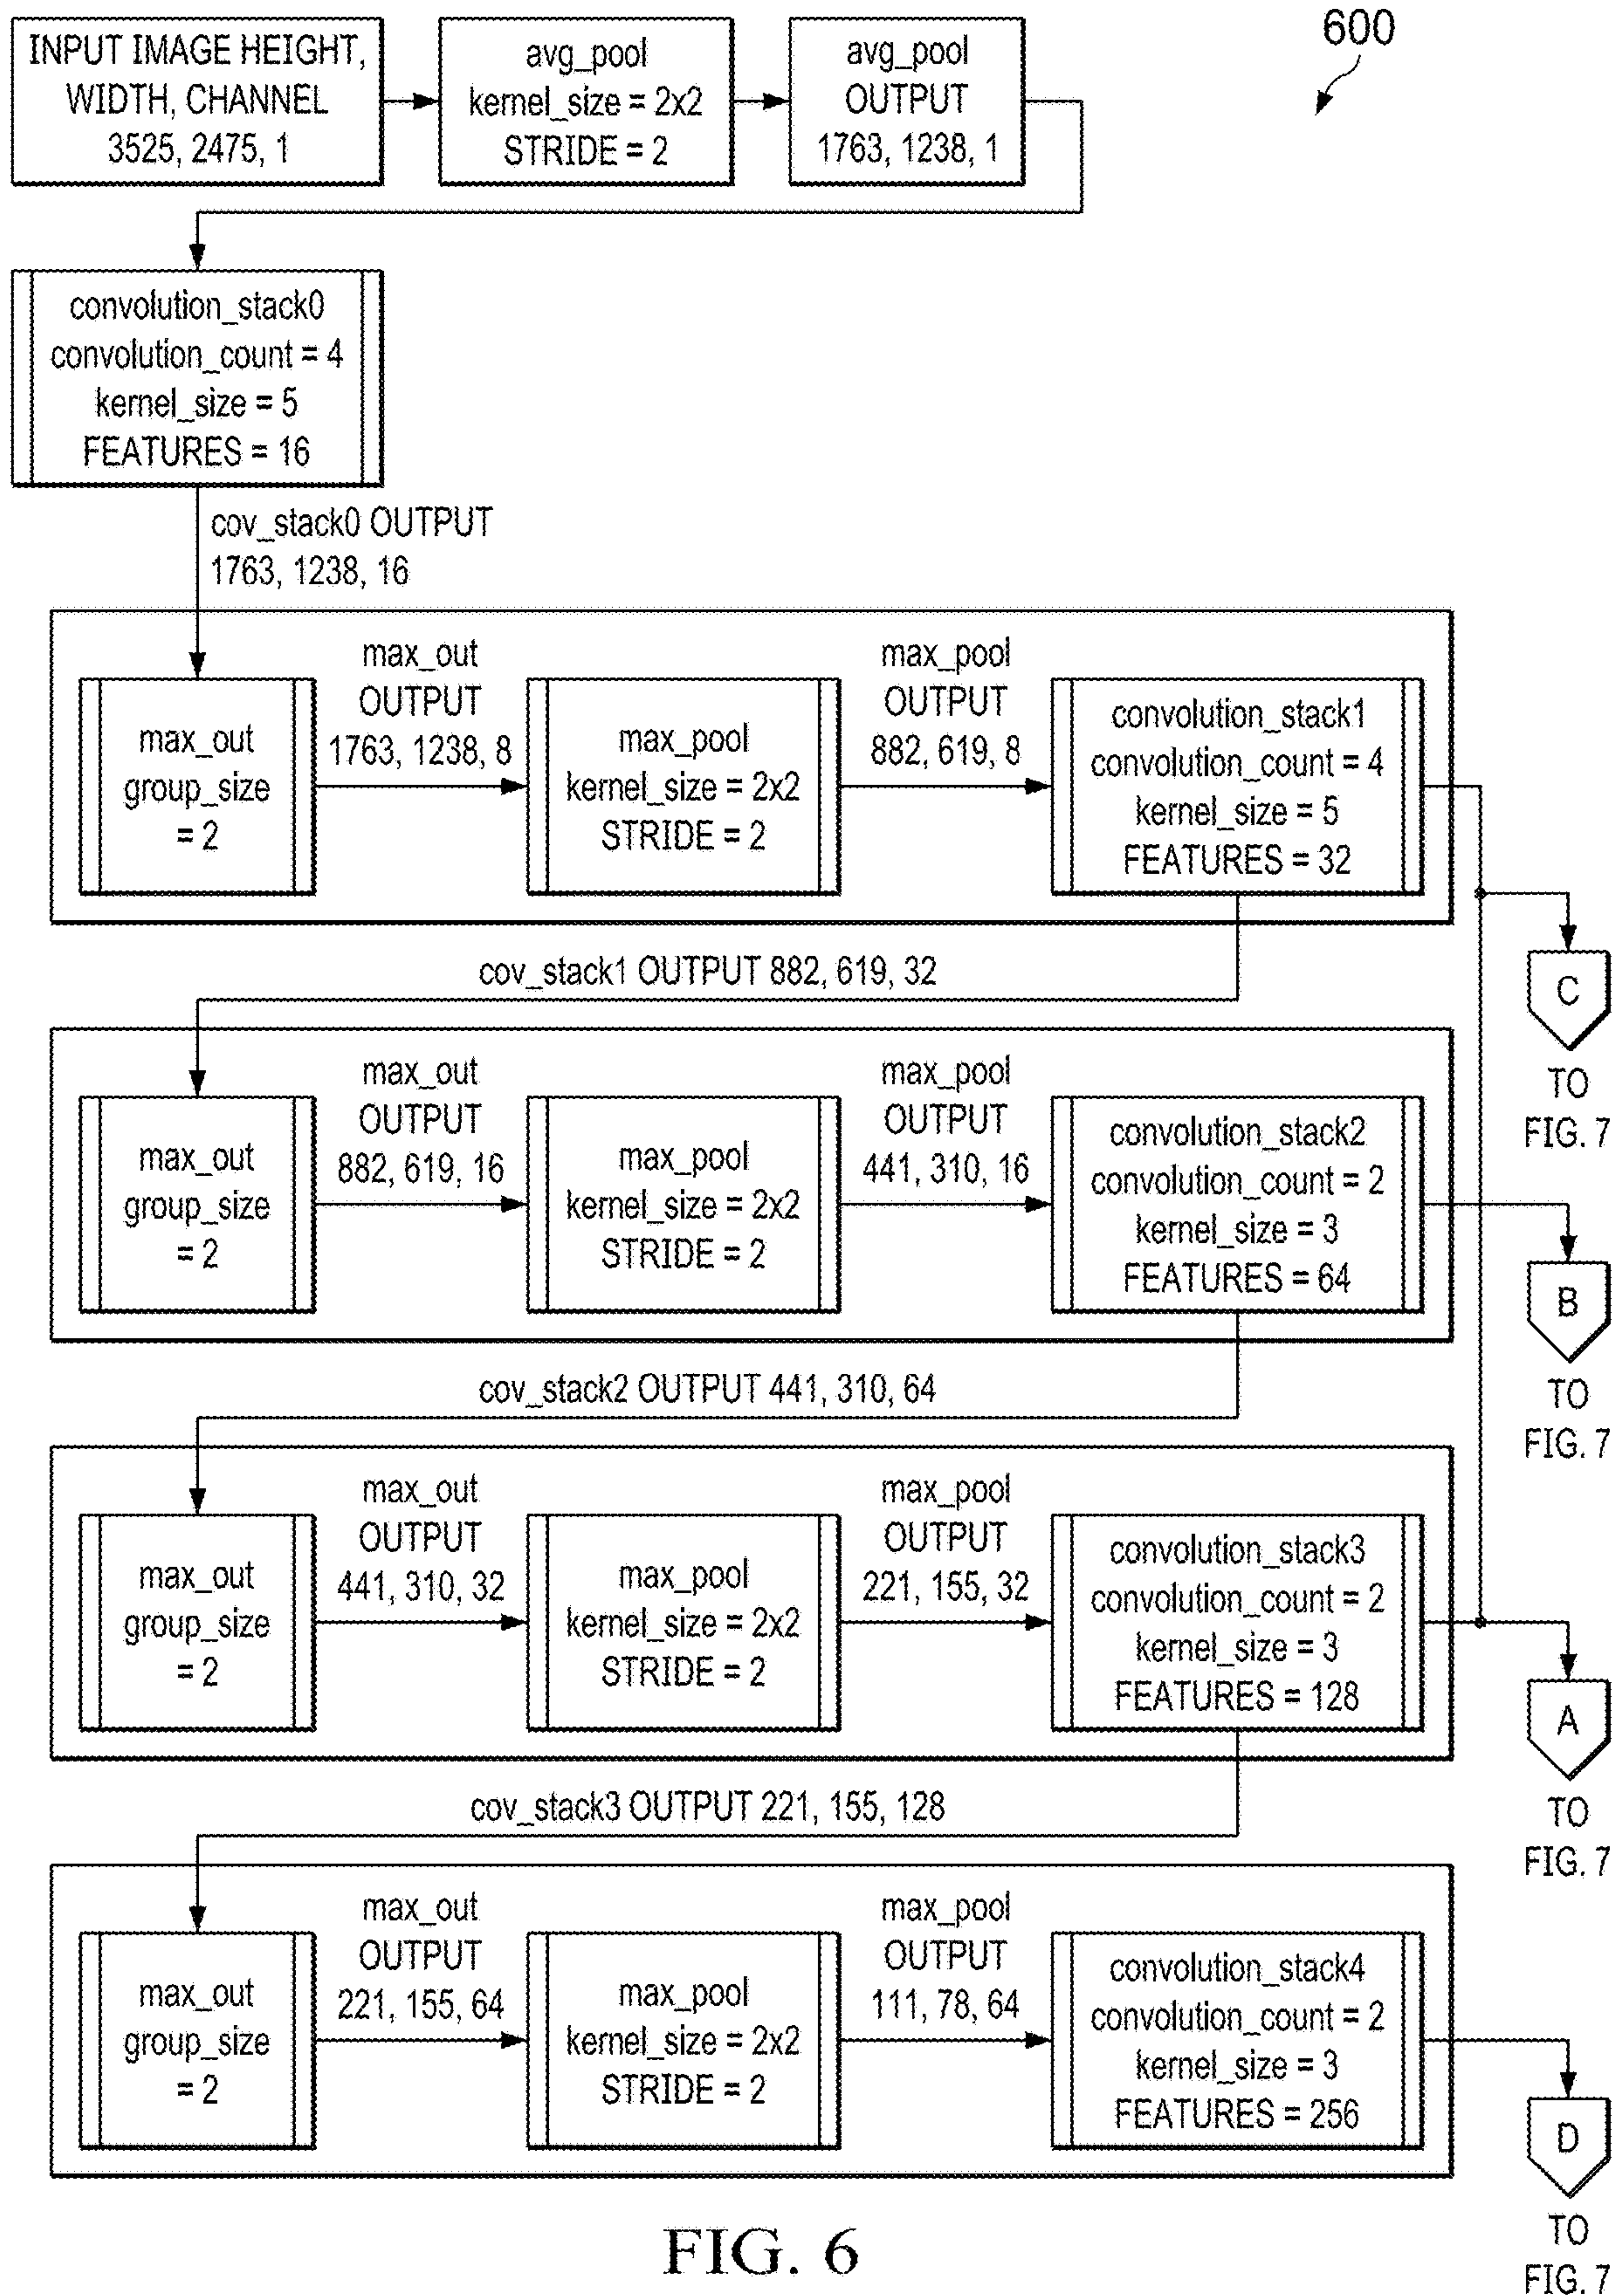 600
INPUT IMAGE HEIGHT,
WIDTH, CHANNEL
3525, 2475, 1
avg_pool
kernel_size = 2x2
STRIDE = 2
avg_pool
OUTPUT
1763, 1238, 1
convolution_stack0
convolution_count = 4
kernel_size = 5
FEATURES = 16
cov_stack0 OUTPUT
1763, 1238, 16
max_out
group_size
= 2
max_out
OUTPUT
1763, 1238, 8
max_pool
kernel_size = 2x2
STRIDE = 2
max_pool
OUTPUT
882, 619, 8
convolution_stack1
convolution_count = 4
kernel_size = 5
FEATURES = 32
C
TO
FIG. 7
cov_stack1 OUTPUT 882, 619, 32
max_out
group_size
= 2
max_out
OUTPUT
882, 619, 16
max_pool
kernel_size = 2x2
STRIDE = 2
max_pool
OUTPUT
441, 310, 16
convolution_stack2
convolution_count = 2
kernel_size = 3
FEATURES = 64
B
TO
FIG. 7
cov_stack2 OUTPUT 441, 310, 64
max_out
group_size
= 2
max_out
OUTPUT
441, 310, 32
max_pool
kernel_size = 2x2
STRIDE = 2
max_pool
OUTPUT
221, 155, 32
convolution_stack3
convolution_count = 2
kernel_size = 3
FEATURES = 128
A
TO
FIG. 7
cov_stack3 OUTPUT 221, 155, 128
max_out
group_size
= 2
max_out
OUTPUT
221, 155, 64
max_pool
kernel_size = 2x2
STRIDE = 2
max_pool
OUTPUT
111, 78, 64
convolution_stack4
convolution_count = 2
kernel_size = 3
FEATURES = 256
D
TO
FIG. 7
FIG. 6